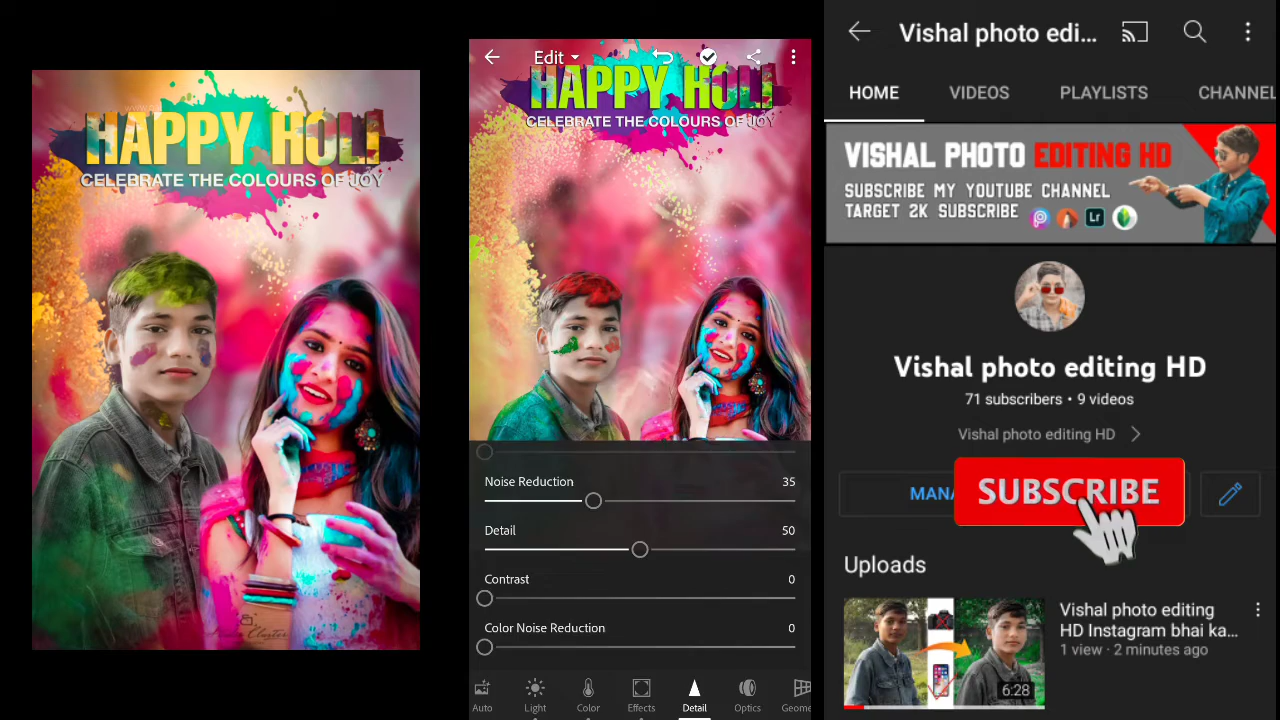 HAPPY HOLI
CELEBRATE THE COLOURS OF JOY
Edit
HAPPY HOLI
CELEBRATE THE COLOURS OF JOY
Noise Reduction 35
Detail 50
Contrast 0
Color Noise Reduction 0
Auto Light Color Effects Detail Optics Geome
Vishal photo edi...
HOME VIDEOS PLAYLISTS CHANNEL
VISHAL PHOTO EDITING HD
SUBSCRIBE MY YOUTUBE CHANNEL
TARGET 2K SUBSCRIBE
Lr
Vishal photo editing HD
71 subscribers • 9 videos
Vishal photo editing HD
MANA
SUBSCRIBE
Uploads
Vishal photo editing
HD Instagram bhai ka...
1 view · 2 minutes ago
6:28